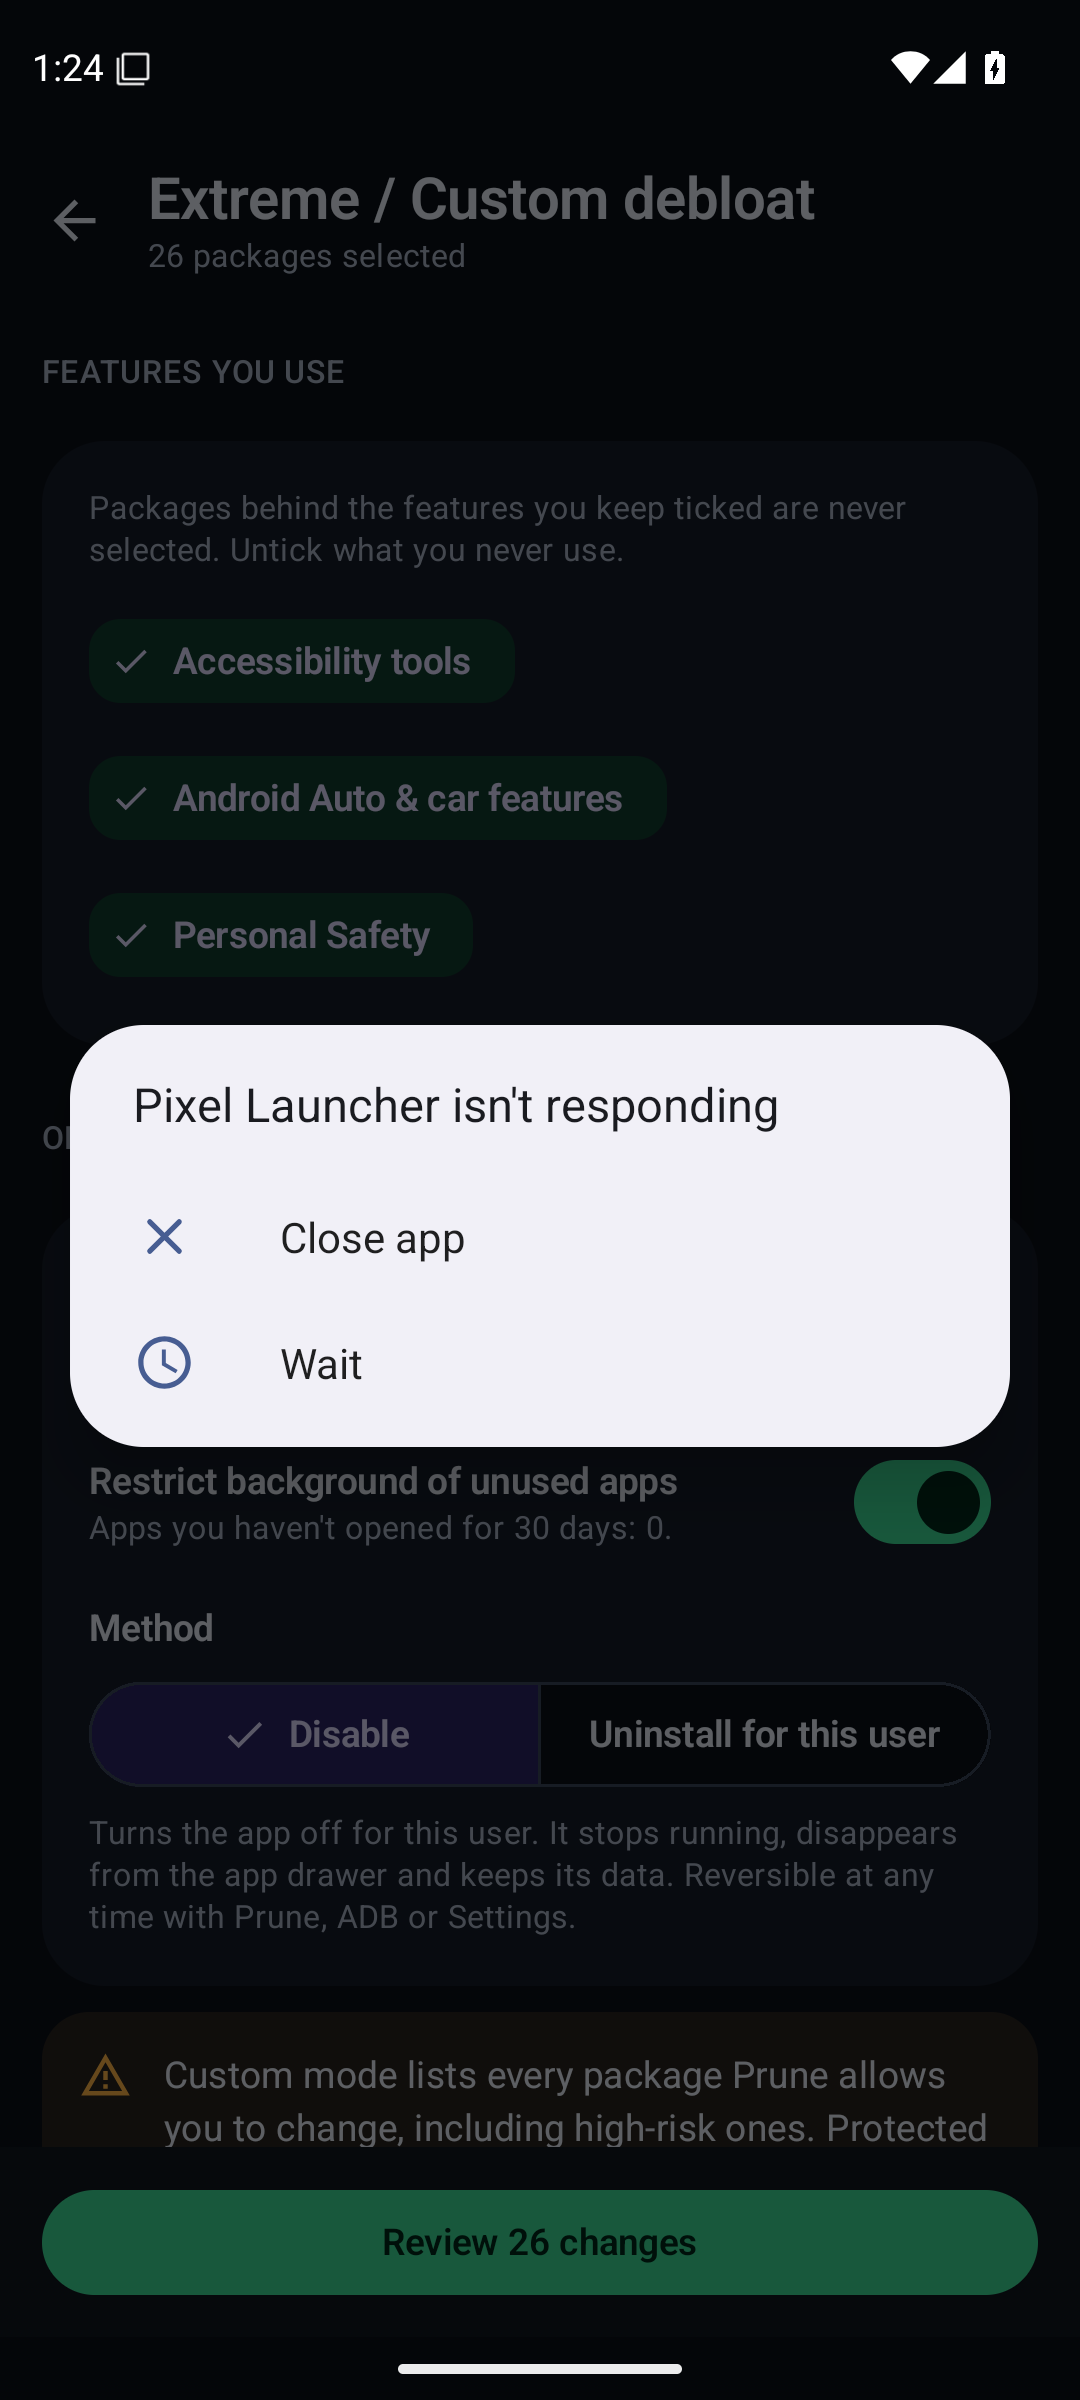 1:24
Extreme / Custom debloat
26 packages selected
FEATURES YOU USE
Packages behind the features you keep ticked are never
selected. Untick what you never use.
Accessibility tools
Android Auto & car features
Personal Safety
Pixel Launcher isn't responding
Close app
Wait
Restrict background of unused apps
Apps you haven't opened for 30 days: 0.
Method
Disable
Uninstall for this user
Turns the app off for this user. It stops running, disappears
from the app drawer and keeps its data. Reversible at any
time with Prune, ADB or Settings.
Custom mode lists every package Prune allows
you to change, including high-risk ones. Protected
Review 26 changes